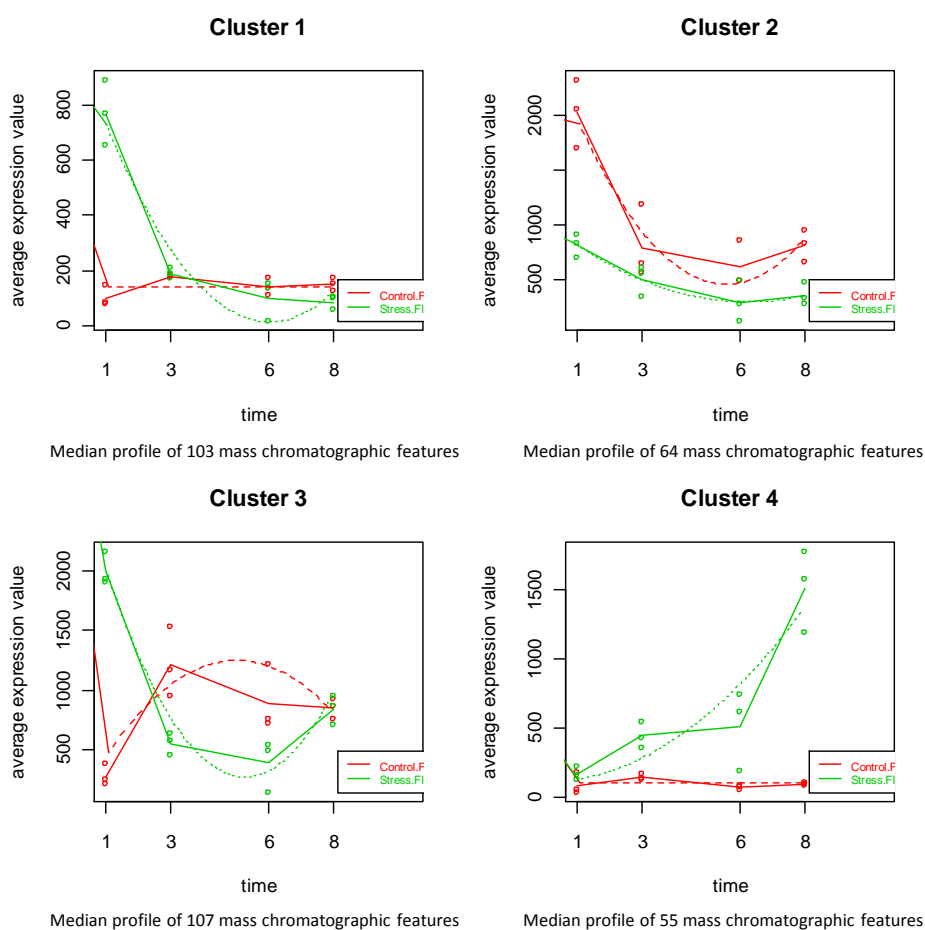 Cluster 1
average expression value
800
600
400
200
0
1 3 6 8
time
Control.F
Stress.Fl
Median profile of 103 mass chromatographic features
Cluster 2
average expression value
2000
1000
500
1 3 6 8
time
Control.F
Stress.Fl
Median profile of 64 mass chromatographic features
Cluster 3
average expression value
2000
1500
1000
500
1 3 6 8
time
Control.F
Stress.Fl
Median profile of 107 mass chromatographic features
Cluster 4
average expression value
1500
1000
500
0
1 3 6 8
time
Control.F
Stress.Fl
Median profile of 55 mass chromatographic features